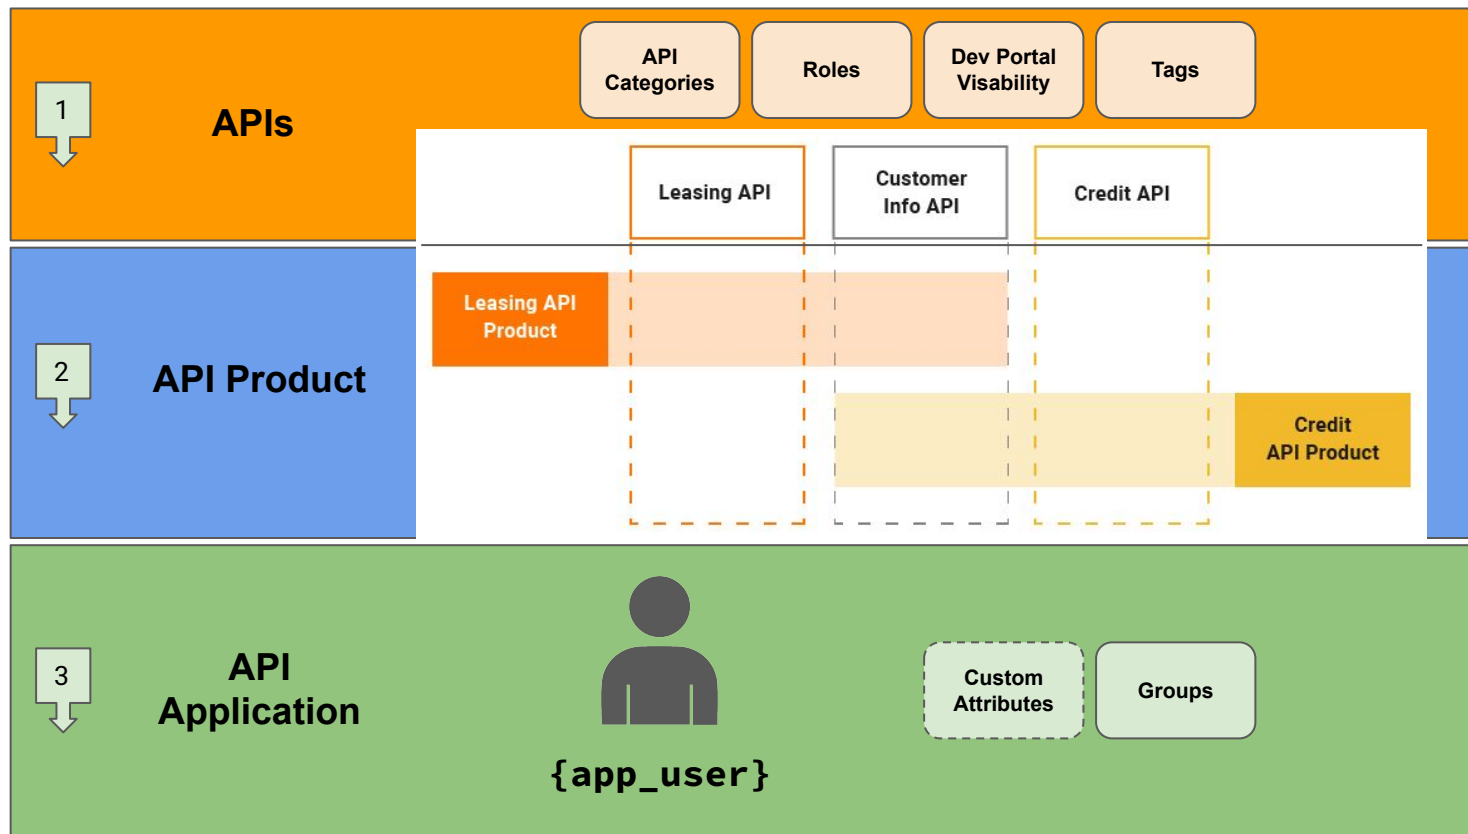 API
Categories
Roles
Dev Portal
Visability
Tags
1
APIs
Leasing API
Customer
Info API
Credit API
Leasing API
Product
2
API Product
Credit
API Product
3
API
Application
Custom
Attributes
Groups
{app_user}